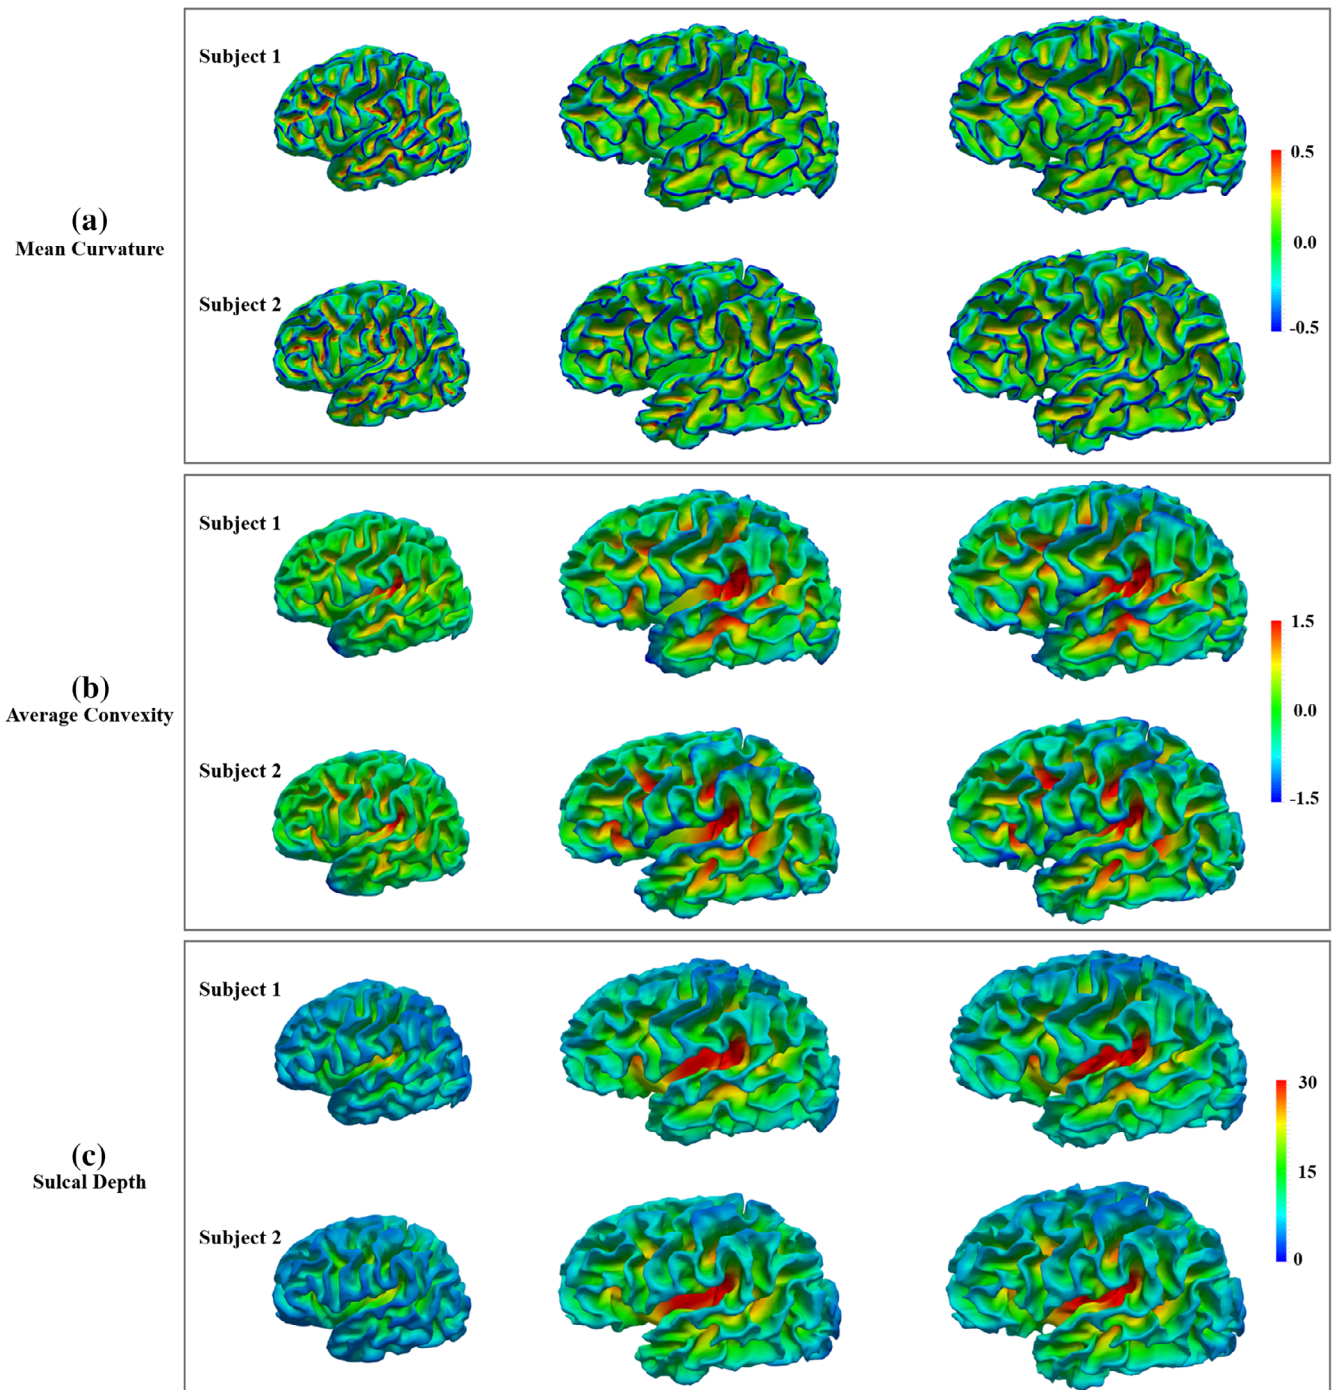 Subject 1
0.5
(a)
Mean Curvature
0.0
Subject 2
-0.5
Subject 1
1.5
(b)
Average Convexity
0.0
Subject 2
-1.5
Subject 1
30
(c)
Sulcal Depth
15
Subject 2
0